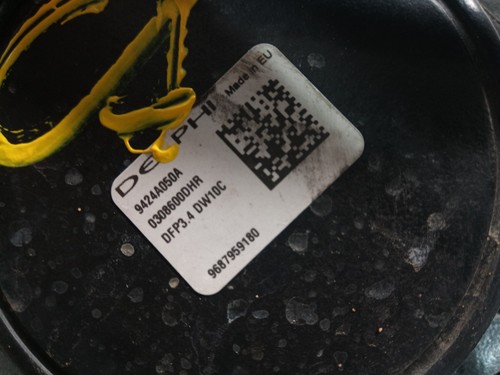 DELPHI
Made in EU
9424A050A
0308600DHR
DFP3.4 DW10C
9687959180